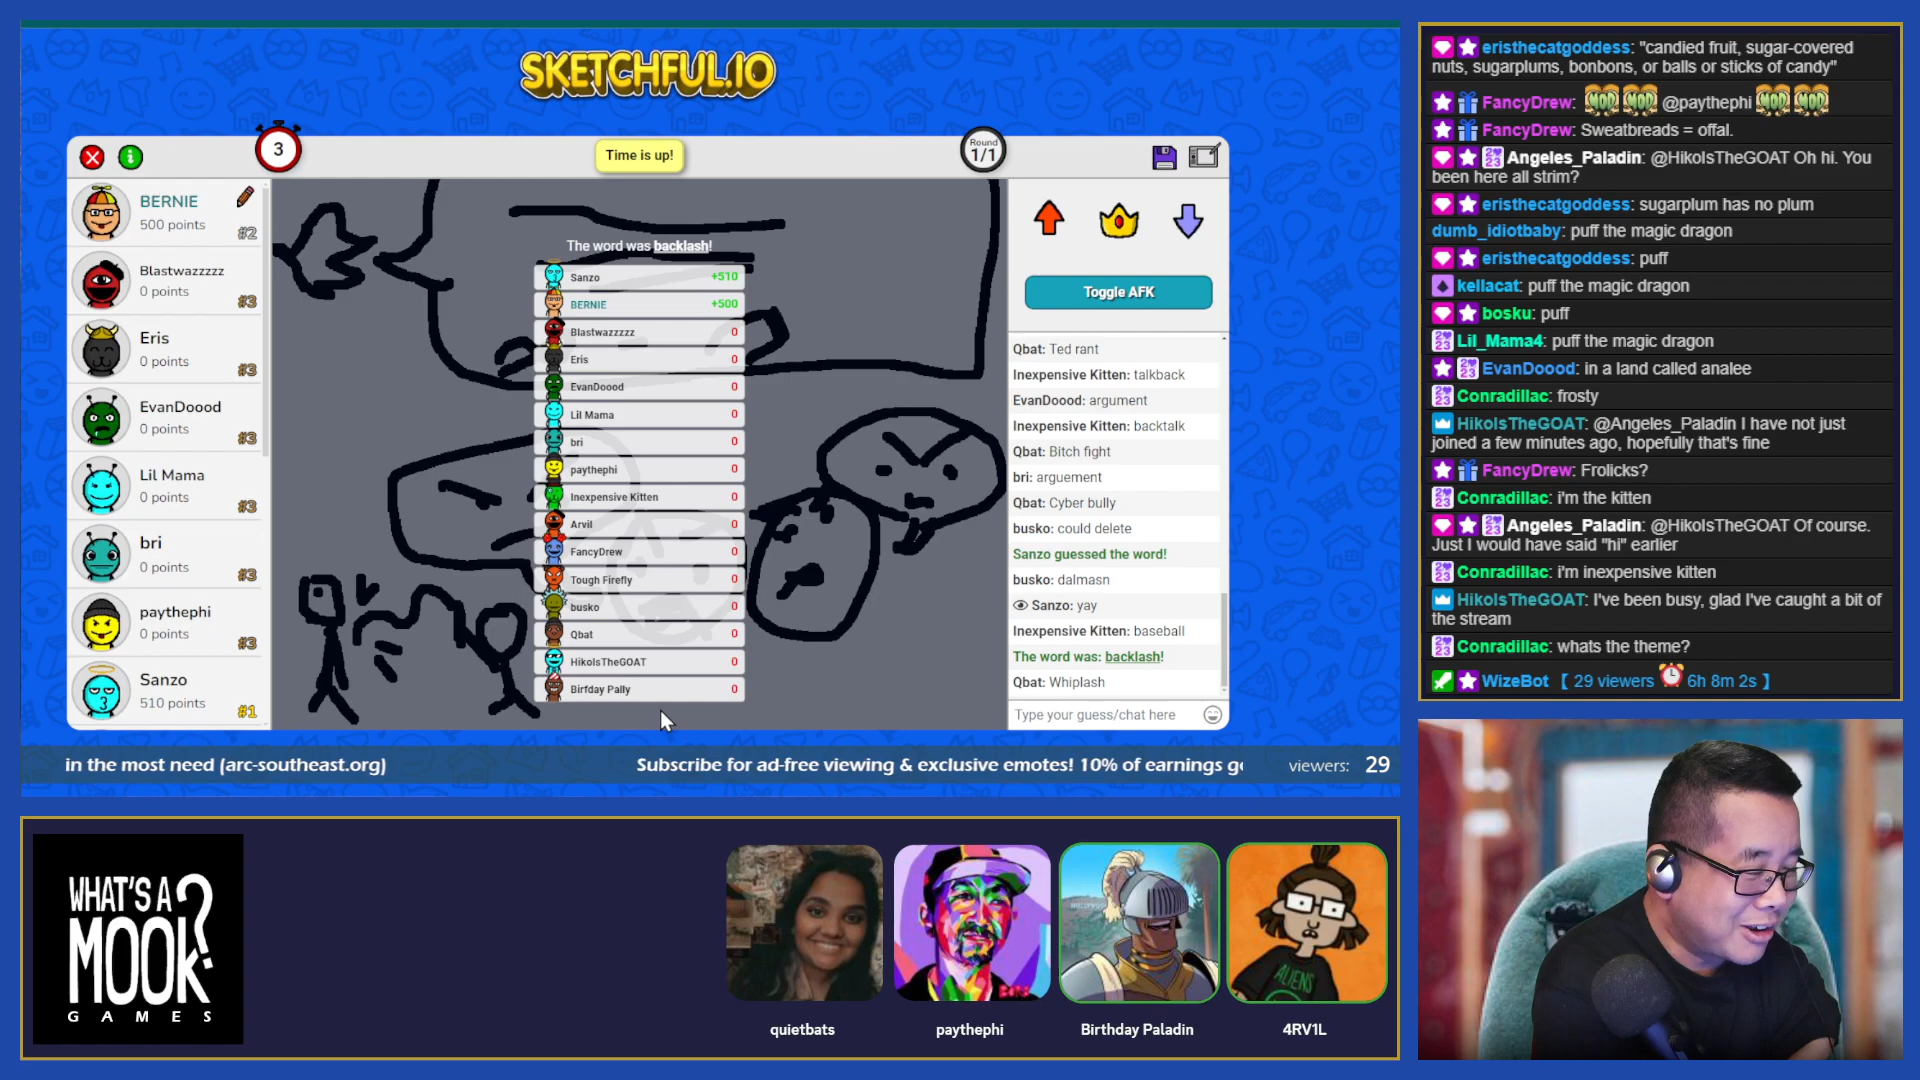 SKETCHFUL.IO
3
Time is up!
Round
1/1
BERNIE
500 points
#2
Blastwazzzzz
0 points
#3
Eris
0 points
#3
EvanDoood
0 points
#3
Lil Mama
0 points
#3
bri
0 points
#3
paythephi
0 points
#3
Sanzo
510 points
#1
The word was backlash!
Sanzo +510
BERNIE +500
Blastwazzzzz 0
Eris 0
EvanDoood 0
Lil Mama 0
bri 0
paythephi 0
Inexpensive Kitten 0
Arvil 0
FancyDrew 0
Tough Firefly 0
busko 0
Qbat 0
HikoIsTheGOAT 0
Birfday Pally 0
Toggle AFK
Qbat: Ted rant
Inexpensive Kitten: talkback
EvanDoood: argument
Inexpensive Kitten: backtalk
Qbat: Bitch fight
bri: arguement
Qbat: Cyber bully
busko: could delete
Sanzo guessed the word!
busko: dalmasn
Sanzo: yay
Inexpensive Kitten: baseball
The word was: backlash!
Qbat: Whiplash
Type your guess/chat here
in the most need (arc-southeast.org)
Subscribe for ad-free viewing & exclusive emotes! 10% of earnings g
viewers: 29
WHAT'S A
MOOK?
GAMES
quietbats
paythephi
Birthday Paladin
ALIENS
4RV1L
eristhecatgoddess: "candied fruit, sugar-covered
nuts, sugarplums, bonbons, or balls or sticks of candy"
FancyDrew: MOD MOD @paythephi MOD MOD
FancyDrew: Sweatbreads = offal.
Angeles_Paladin: @HikoIsTheGOAT Oh hi. You
been here all strim?
eristhecatgoddess: sugarplum has no plum
dumb_idiotbaby: puff the magic dragon
eristhecatgoddess: puff
kellacat: puff the magic dragon
bosku: puff
Lil_Mama4: puff the magic dragon
EvanDoood: in a land called analee
Conradillac: frosty
HikoIsTheGOAT: @Angeles_Paladin I have not just
joined a few minutes ago, hopefully that's fine
FancyDrew: Frolicks?
Conradillac: i'm the kitten
Angeles_Paladin: @HikoIsTheGOAT Of course.
Just I would have said "hi" earlier
Conradillac: i'm inexpensive kitten
HikoIsTheGOAT: I've been busy, glad I've caught a bit of
the stream
Conradillac: whats the theme?
WizeBot [ 29 viewers 6h 8m 2s ]